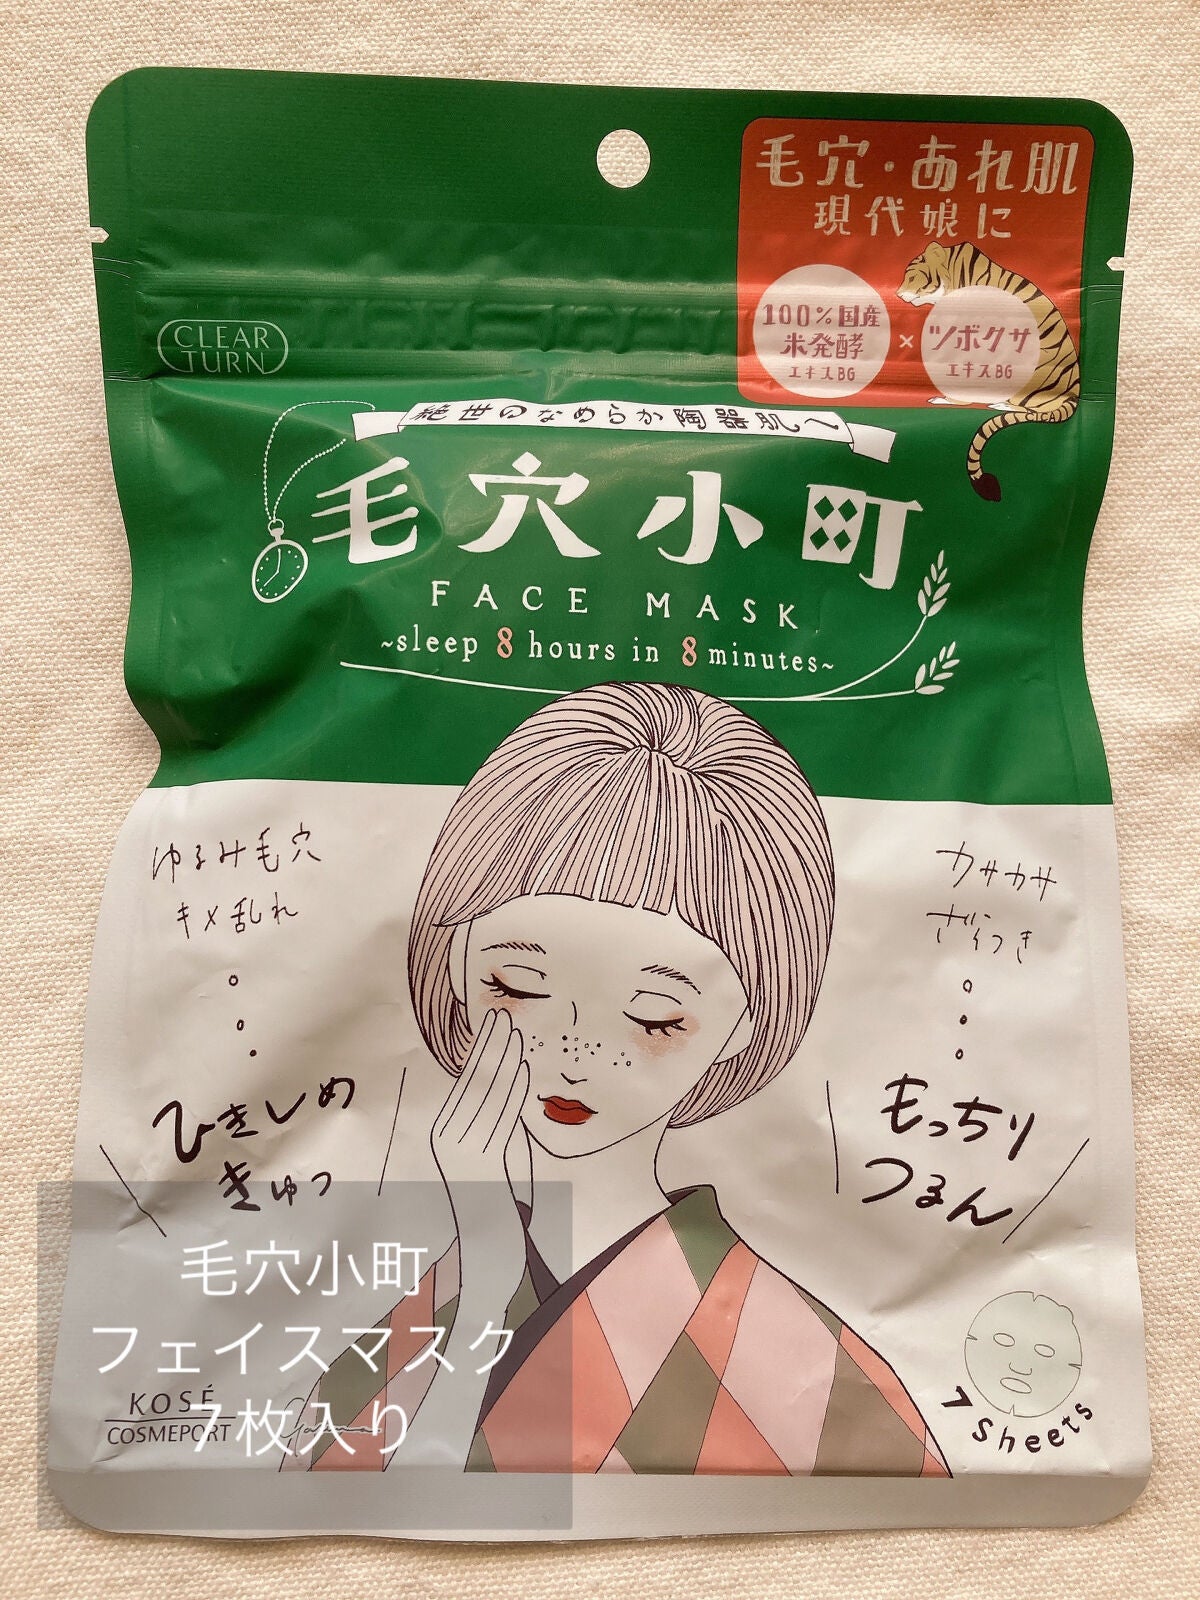 毛穴・あれ肌
現代娘に
100%国産
米発酵
エキスBG
×
ツボクサ
エキスBG
CICA
CLEAR
TURN
絶世のなめらか陶器肌へ
毛穴小町
FACE MASK
~sleep 8 hours in 8 minutes~
ゆるみ毛穴
キメ乱れ
ひきしめ
きゅっ
カサカサ
ざらつき
もっちり
つるん
毛穴小町
フェイスマスク
7枚入り
KOSÉ
COSMEPORT
7 Sheets